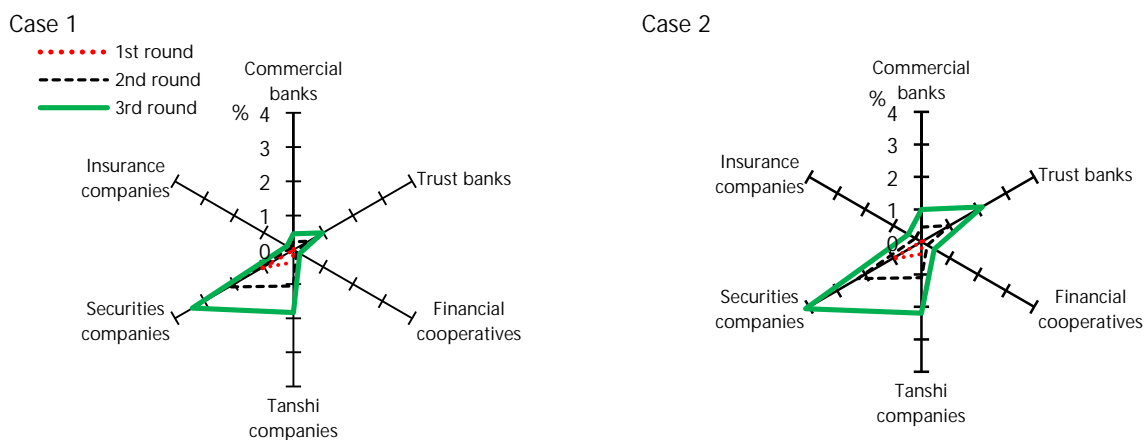 Case 1
1st round
2nd round
3rd round
Commercial
banks
%
4
3
2
1
0
Trust banks
Financial
cooperatives
Tanshi
companies
Securities
companies
Insurance
companies
Case 2
Commercial
banks
%
4
3
2
1
0
Trust banks
Financial
cooperatives
Tanshi
companies
Securities
companies
Insurance
companies